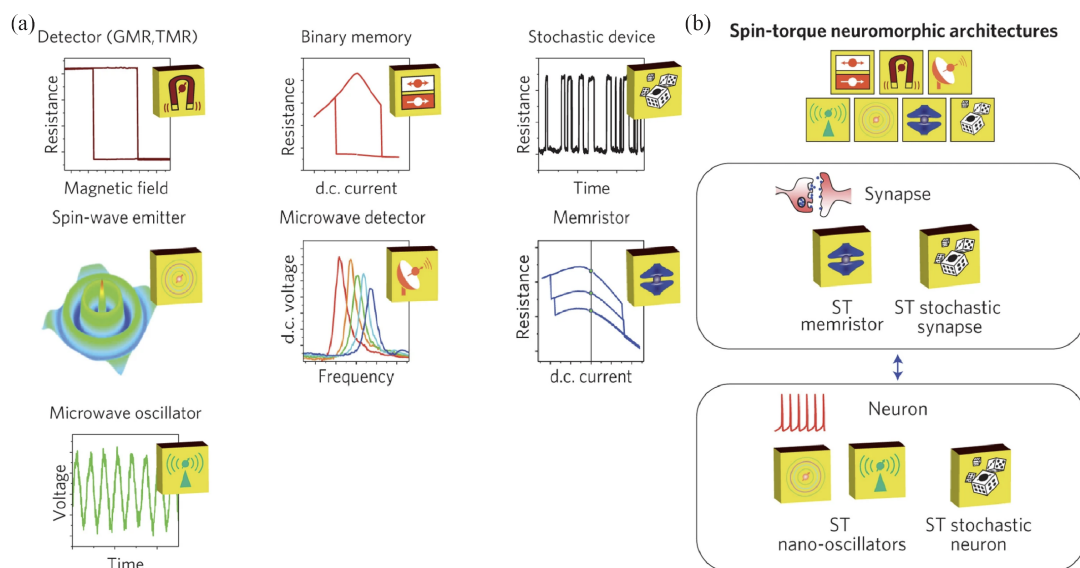 (a)
Detector (GMR,TMR)
Resistance
Magnetic field
Binary memory
Resistance
d.c. current
Stochastic device
Resistance
Time
Spin-wave emitter
Microwave detector
d.c. voltage
Frequency
Memristor
Resistance
d.c. current
Microwave oscillator
Voltage
Time
(b)
Spin-torque neuromorphic architectures
Synapse
ST
memristor
ST stochastic
synapse
Neuron
ST
nano-oscillators
ST stochastic
neuron